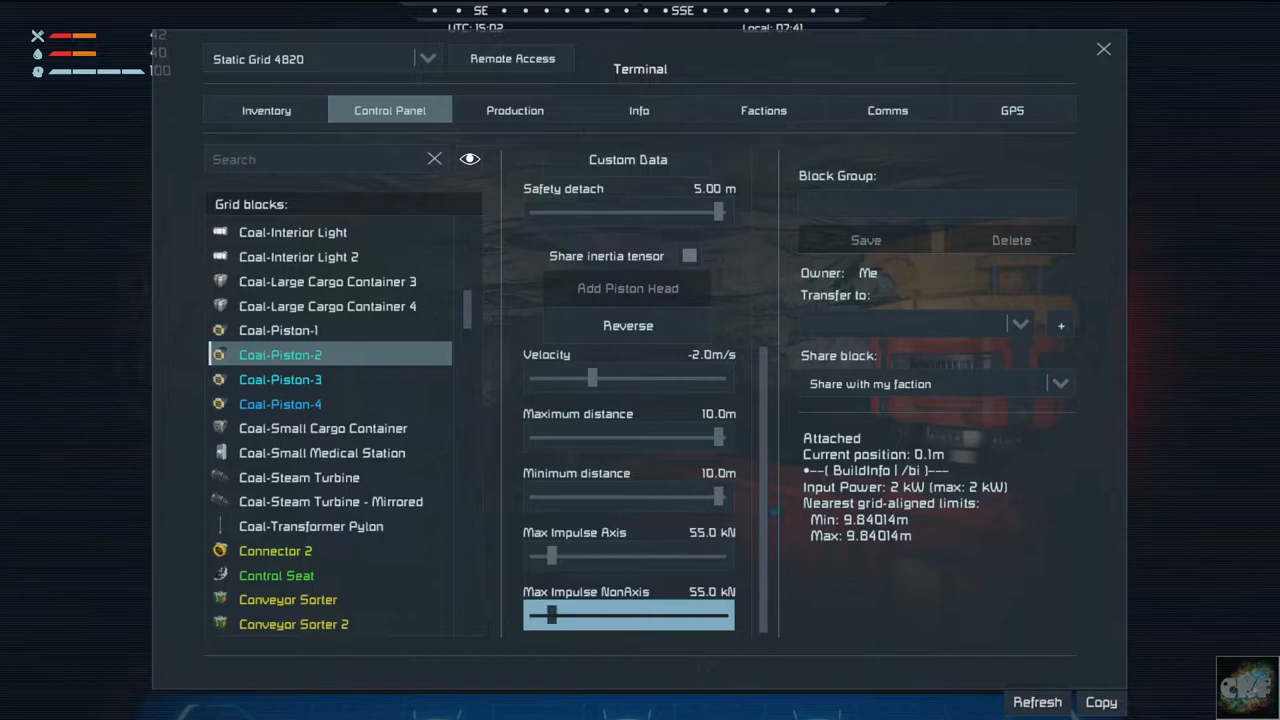 SE SSE
UTC: 15:02 Local: 07:41
42
40
100
Static Grid 4820
Remote Access
Terminal
Inventory
Control Panel
Production
Info
Factions
Comms
GPS
Search
Grid blocks:
Coal-Interior Light
Coal-Interior Light 2
Coal-Large Cargo Container 3
Coal-Large Cargo Container 4
Coal-Piston-1
Coal-Piston-2
Coal-Piston-3
Coal-Piston-4
Coal-Small Cargo Container
Coal-Small Medical Station
Coal-Steam Turbine
Coal-Steam Turbine - Mirrored
Coal-Transformer Pylon
Connector 2
Control Seat
Conveyor Sorter
Conveyor Sorter 2
Custom Data
Safety detach 5.00 m
Share inertia tensor
Add Piston Head
Reverse
Velocity -2.0m/s
Maximum distance 10.0m
Minimum distance 10.0m
Max Impulse Axis 55.0 kN
Max Impulse NonAxis 55.0 kN
Block Group:
Save Delete
Owner: Me
Transfer to:
+
Share block:
Share with my faction
Attached
Current position: 0.1m
•--( BuildInfo | /bi )---
Input Power: 2 kW (max: 2 kW)
Nearest grid-aligned limits:
Min: 9.84014m
Max: 9.84014m
Refresh Copy